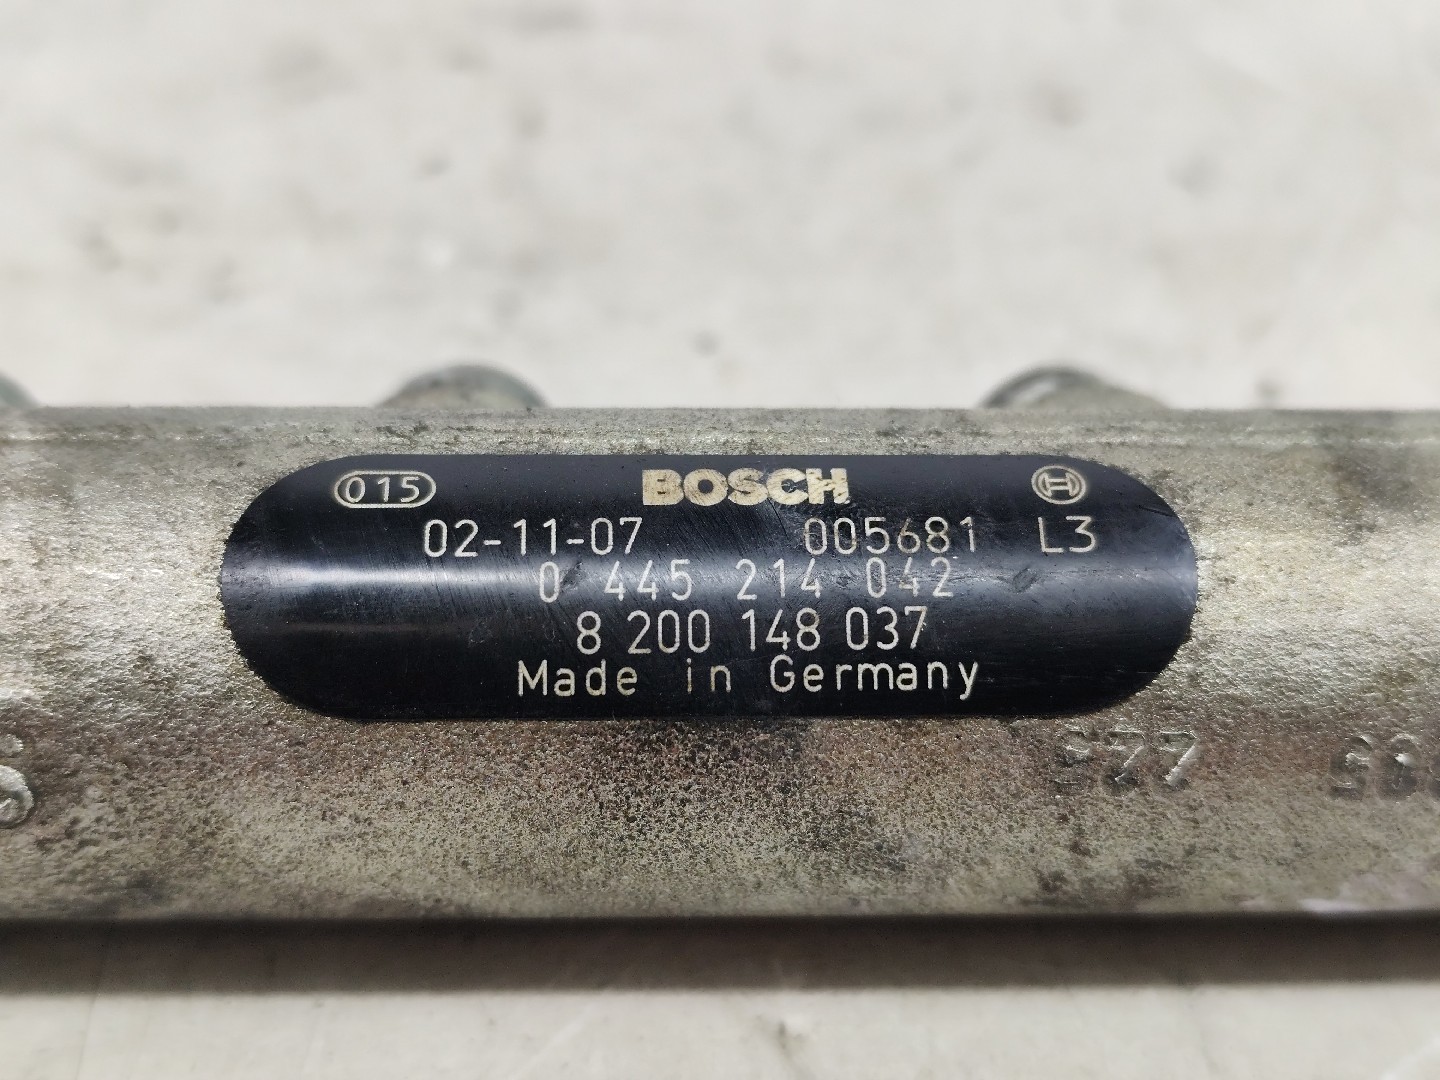 015 BOSCH
02-11-07 005681 L3
0 445 214 042
8 200 148 037
Made in Germany